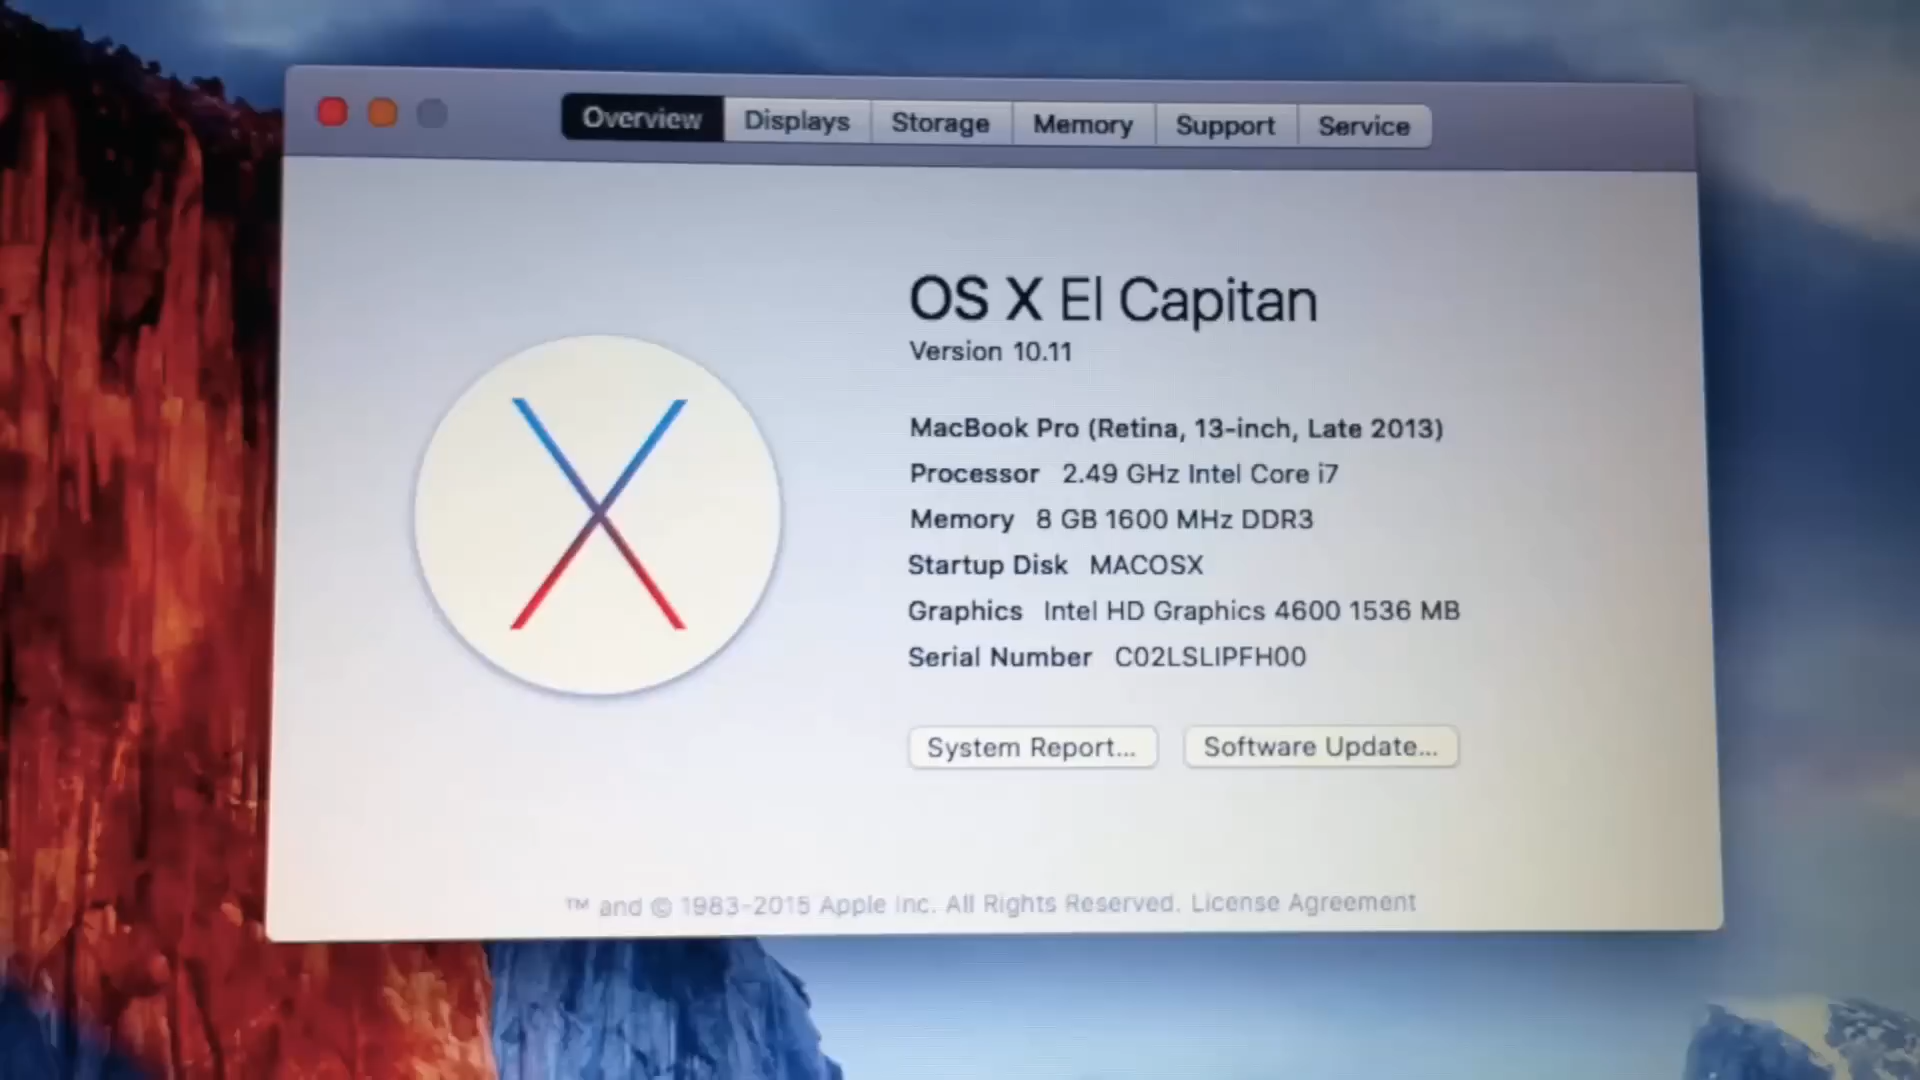 Overview Displays Storage Memory Support Service
OS X El Capitan
Version 10.11
MacBook Pro (Retina, 13-inch, Late 2013)
Processor 2.49 GHz Intel Core i7
Memory 8 GB 1600 MHz DDR3
Startup Disk MACOSX
Graphics Intel HD Graphics 4600 1536 MB
Serial Number C02LSLIPFH00
System Report... Software Update...
™ and © 1983-2015 Apple Inc. All Rights Reserved. License Agreement